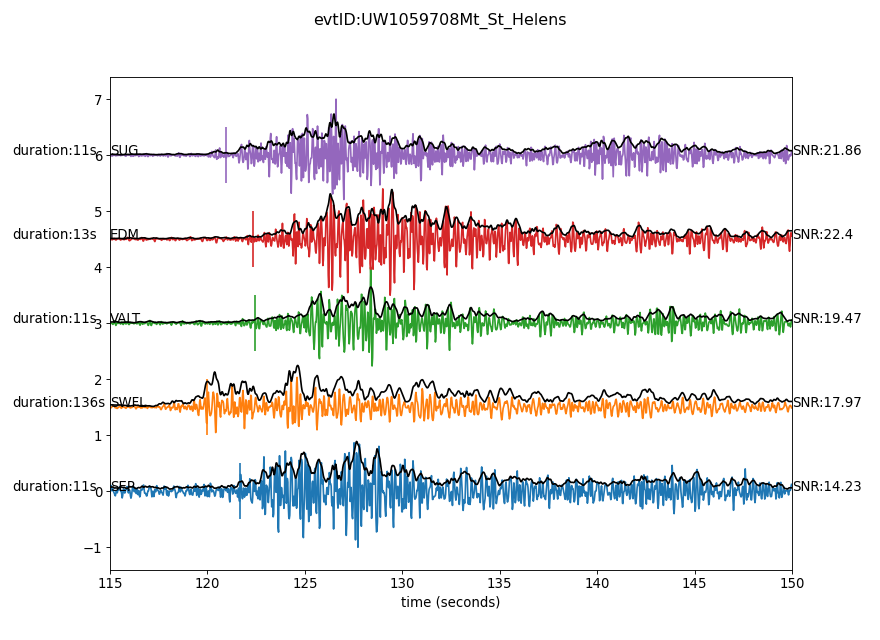 evtID:UW1059708Mt_St_Helens
7
duration:11s SUG 6 SNR:21.86
5
duration:13s EDM SNR:22.4
4
duration:11s VALT 3 SNR:19.47
2
duration:136s SWFL SNR:17.97
1
duration:11s SEP 0 SNR:14.23
−1
115 120 125 130 135 140 145 150
time (seconds)